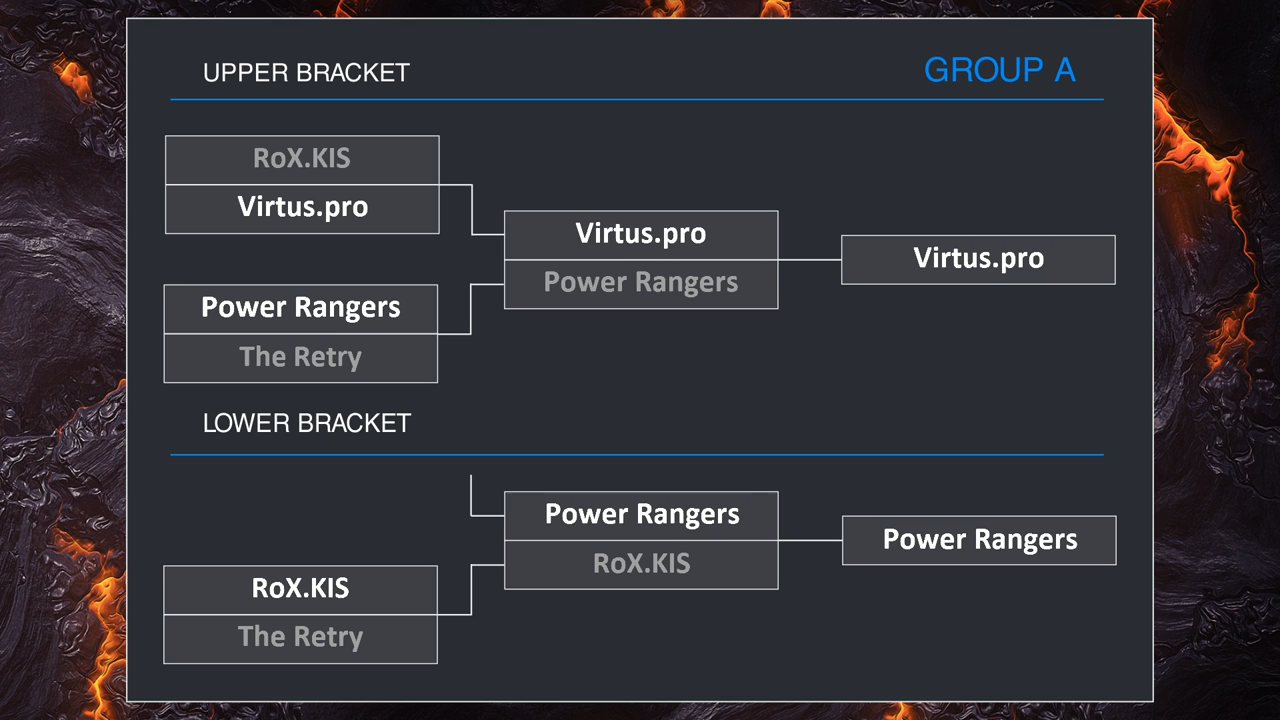 UPPER BRACKET
GROUP A
RoX.KIS
Virtus.pro
Power Rangers
The Retry
Virtus.pro
Power Rangers
Virtus.pro
LOWER BRACKET
RoX.KIS
The Retry
Power Rangers
RoX.KIS
Power Rangers